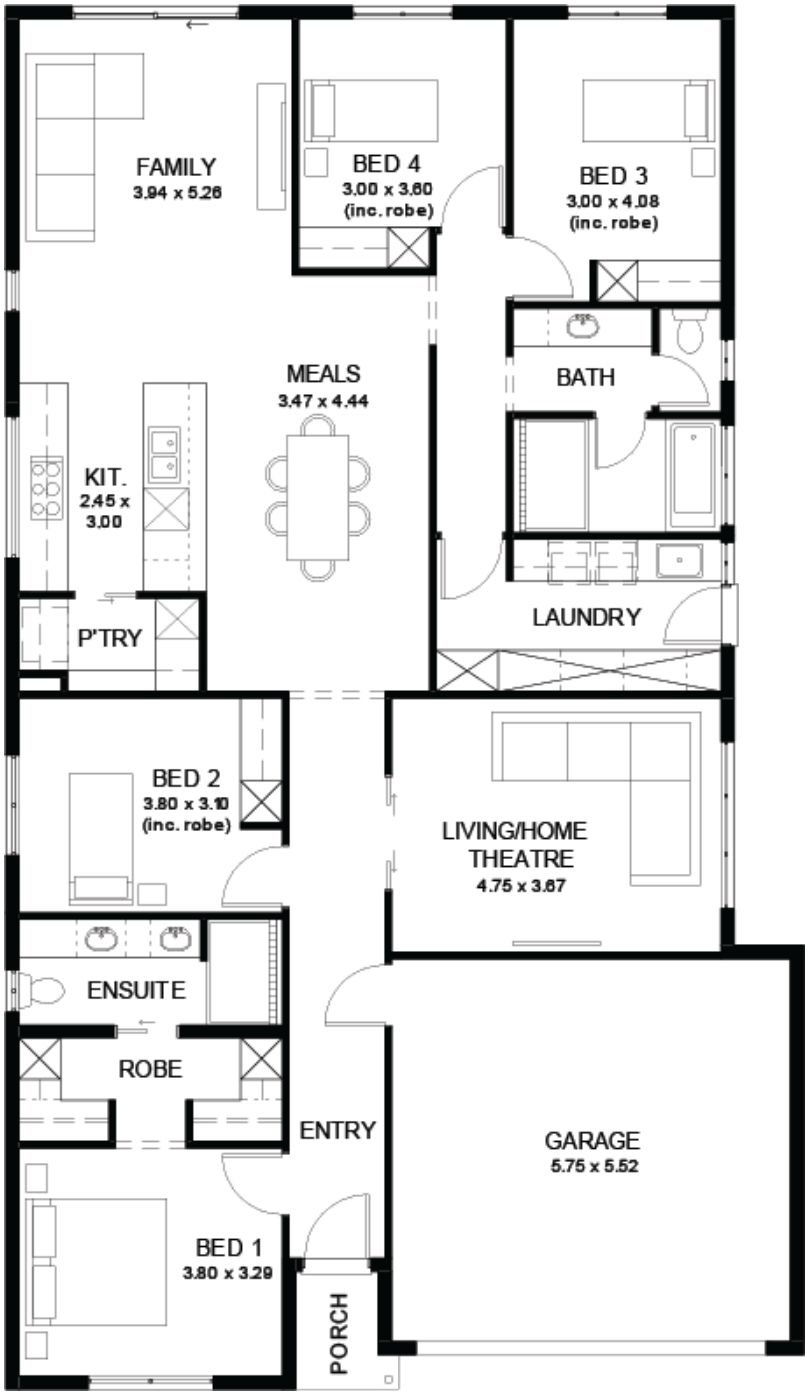 FAMILY
3.94 x 5.26
BED 4
3.00 x 3.60
(inc. robe)
BED 3
3.00 x 4.08
(inc. robe)
MEALS
3.47 x 4.44
BATH
KIT.
2.45 x
3.00
P'TRY
LAUNDRY
BED 2
3.80 x 3.10
(inc. robe)
LIVING/HOME
THEATRE
4.75 x 3.67
ENSUITE
ROBE
ENTRY
GARAGE
5.75 x 5.52
BED 1
3.80 x 3.29
PORCH